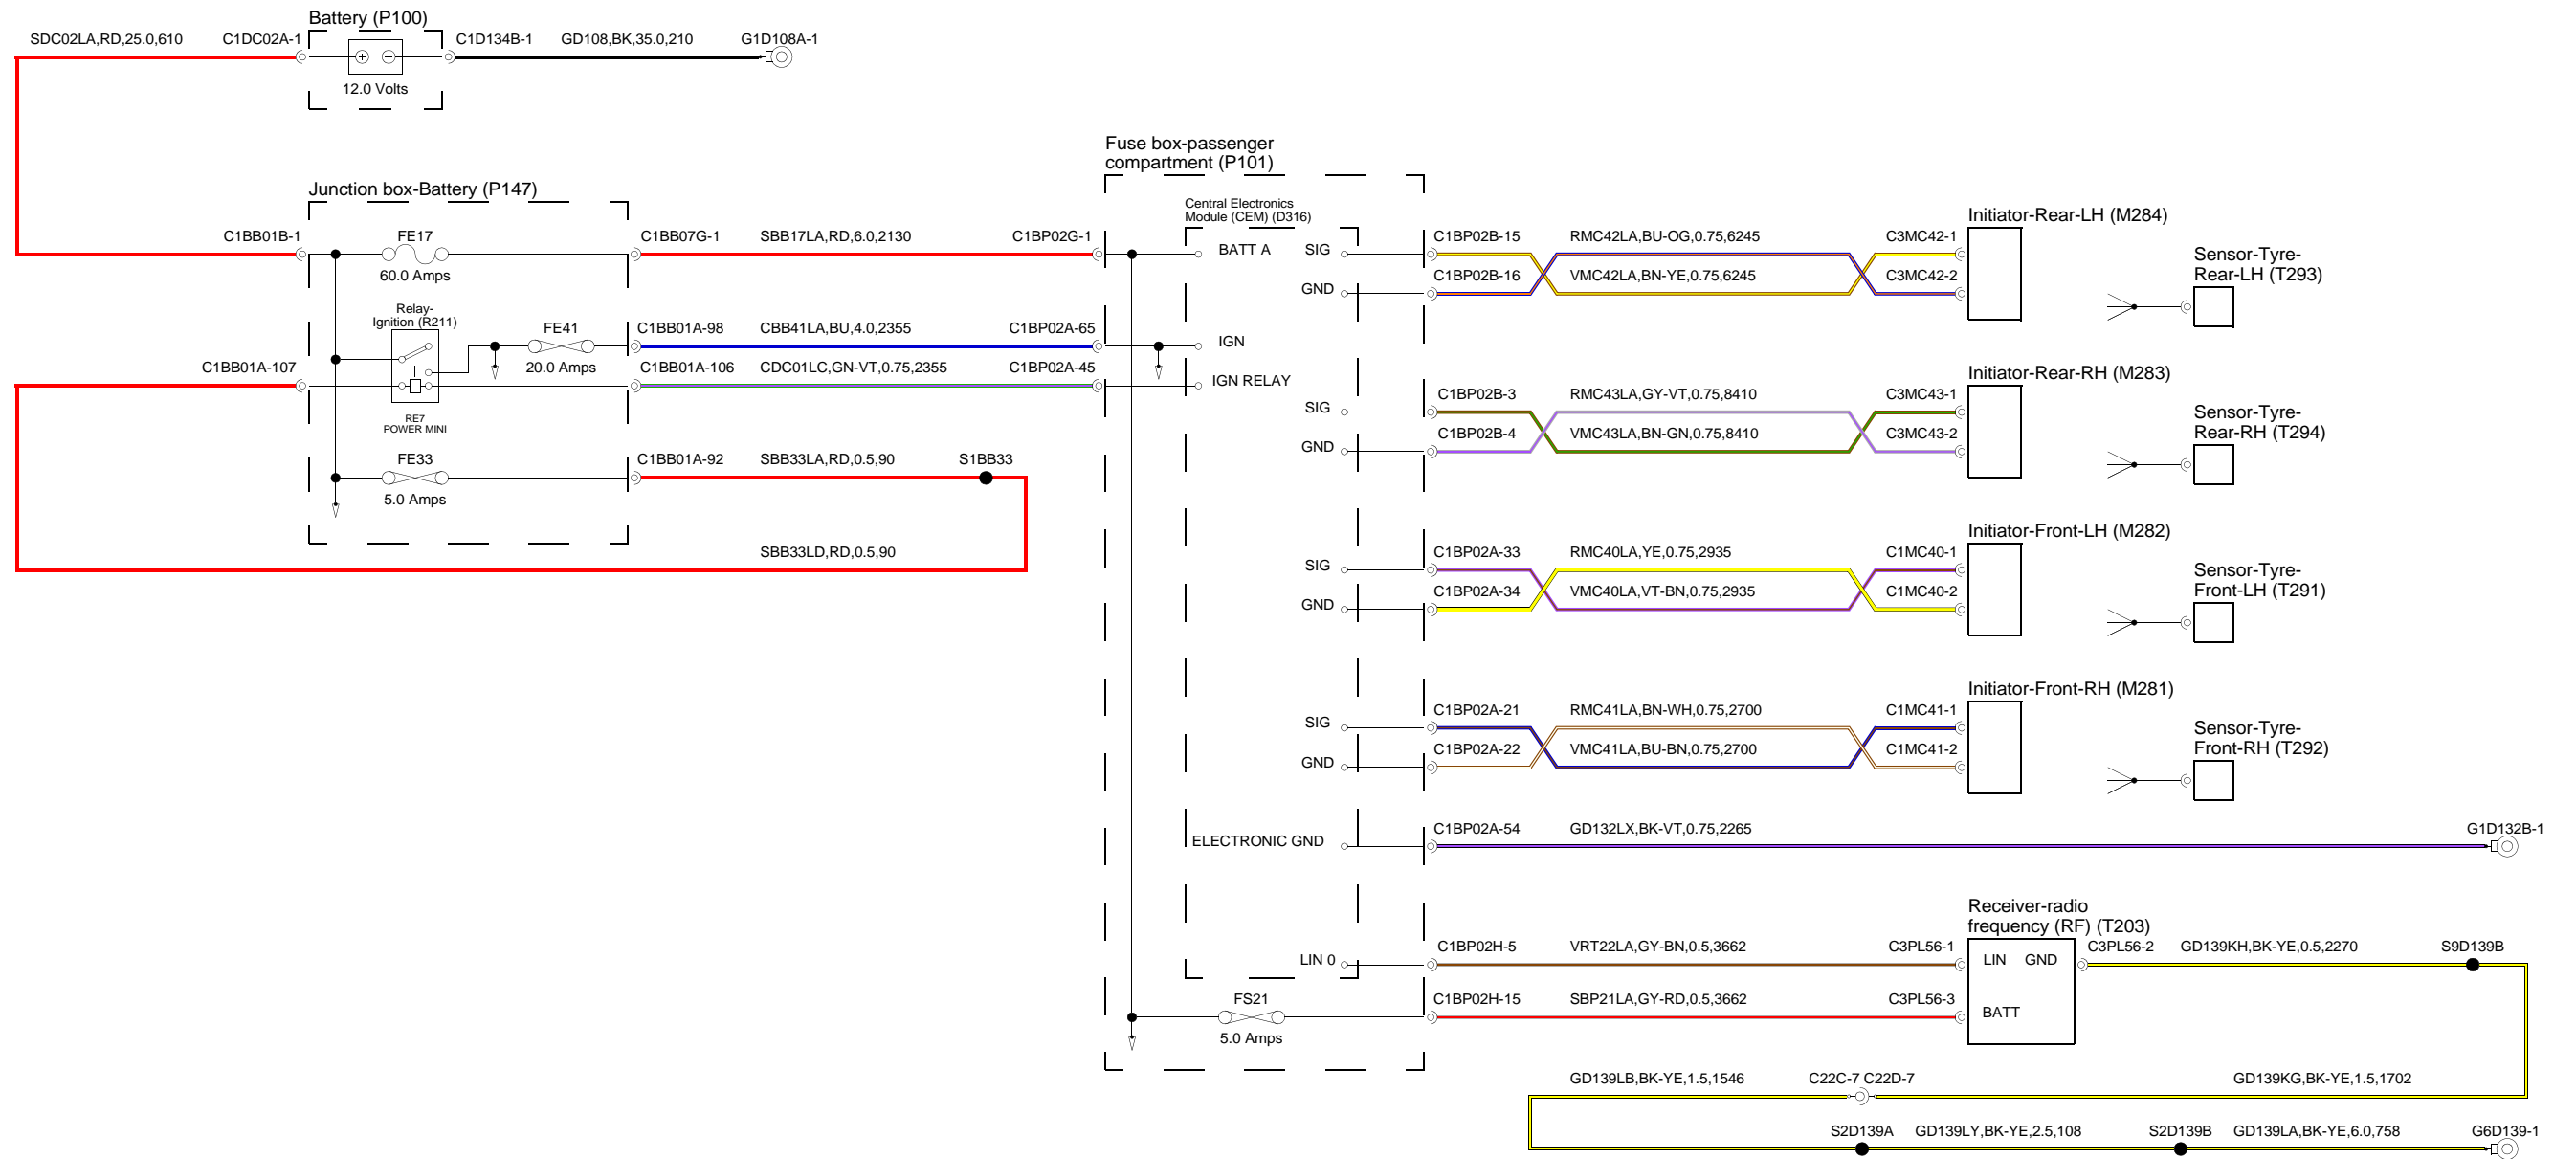 Battery (P100)
SDC02LA,RD,25.0,610
C1DC02A-1
C1D134B-1
GD108,BK,35.0,210
G1D108A-1
12.0 Volts
Junction box-Battery (P147)
C1BB01B-1
FE17
60.0 Amps
C1BB07G-1
SBB17LA,RD,6.0,2130
C1BP02G-1
Relay-
Ignition (R211)
FE41
20.0 Amps
C1BB01A-98
CBB41LA,BU,4.0,2355
C1BP02A-65
C1BB01A-107
C1BB01A-106
CDC01LC,GN-VT,0.75,2355
C1BP02A-45
RE7
POWER MINI
FE33
5.0 Amps
C1BB01A-92
SBB33LA,RD,0.5,90
S1BB33
SBB33LD,RD,0.5,90
Fuse box-passenger
compartment (P101)
Central Electronics
Module (CEM) (D316)
BATT A
SIG
GND
IGN
IGN RELAY
SIG
GND
SIG
GND
SIG
GND
ELECTRONIC GND
LIN 0
FS21
5.0 Amps
C1BP02B-15
RMC42LA,BU-OG,0.75,6245
C3MC42-1
C1BP02B-16
VMC42LA,BN-YE,0.75,6245
C3MC42-2
Initiator-Rear-LH (M284)
Sensor-Tyre-
Rear-LH (T293)
C1BP02B-3
RMC43LA,GY-VT,0.75,8410
C3MC43-1
C1BP02B-4
VMC43LA,BN-GN,0.75,8410
C3MC43-2
Initiator-Rear-RH (M283)
Sensor-Tyre-
Rear-RH (T294)
C1BP02A-33
RMC40LA,YE,0.75,2935
C1MC40-1
C1BP02A-34
VMC40LA,VT-BN,0.75,2935
C1MC40-2
Initiator-Front-LH (M282)
Sensor-Tyre-
Front-LH (T291)
C1BP02A-21
RMC41LA,BN-WH,0.75,2700
C1MC41-1
C1BP02A-22
VMC41LA,BU-BN,0.75,2700
C1MC41-2
Initiator-Front-RH (M281)
Sensor-Tyre-
Front-RH (T292)
C1BP02A-54
GD132LX,BK-VT,0.75,2265
G1D132B-1
Receiver-radio
frequency (RF) (T203)
C1BP02H-5
VRT22LA,GY-BN,0.5,3662
C3PL56-1
LIN GND
C3PL56-2
GD139KH,BK-YE,0.5,2270
S9D139B
C1BP02H-15
SBP21LA,GY-RD,0.5,3662
C3PL56-3
BATT
GD139LB,BK-YE,1.5,1546
C22C-7 C22D-7
GD139KG,BK-YE,1.5,1702
S2D139A
GD139LY,BK-YE,2.5,108
S2D139B
GD139LA,BK-YE,6.0,758
G6D139-1